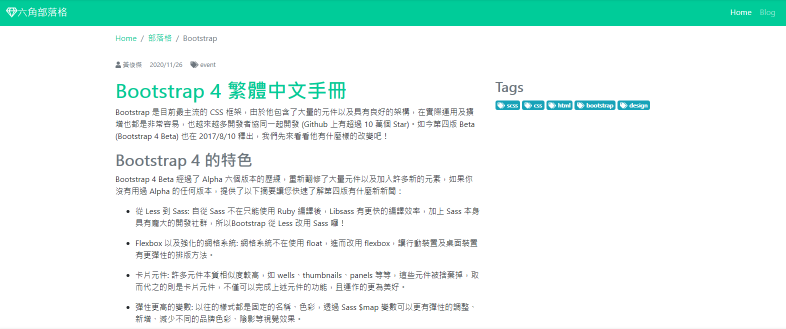 六角部落格
Home Blog
Home / 部落格 / Bootstrap
黃俊傑 2020/11/26 event
Bootstrap 4 繁體中文手冊
Bootstrap 是目前最主流的 CSS 框架，由於他包含了大量的元件以及具有良好的架構，在實際運用及擴
增也都是非常容易，也越來越多開發者協同一起開發 (Github 上有超過 10 萬個 Star)。如今第四版 Beta
(Bootstrap 4 Beta) 也在 2017/8/10 釋出，我們先來看看他有什麼樣的改變吧！
Bootstrap 4 的特色
Bootstrap 4 Beta 經過了 Alpha 六個版本的歷練，重新翻修了大量元件以及加入許多新的元素，如果你
沒有用過 Alpha 的任何版本，提供了以下摘要讓您快速了解第四版有什麼新新聞：
從 Less 到 Sass: 自從 Sass 不在只能使用 Ruby 編譯後，Libsass 有更快的編譯效率，加上 Sass 本身
具有龐大的開發社群，所以Bootstrap 從 Less 改用 Sass 囉！
Flexbox 以及強化的網格系統: 網格系統不在使用 float，進而改用 flexbox，讓行動裝置及桌面裝置
有更彈性的排版方法。
卡片元件: 許多元件本質相似度較高，如 wells、thumbnails、panels 等等，這些元件被捨棄掉，取
而代之的則是卡片元件，不僅可以完成上述元件的功能，且運作的更為美好。
彈性更高的變數: 以往的樣式都是固定的名稱、色彩，透過 Sass $map 變數可以更有彈性的調整、
新增、減少不同的品牌色彩、陰影等視覺效果。
Tags
scss css html bootstrap design